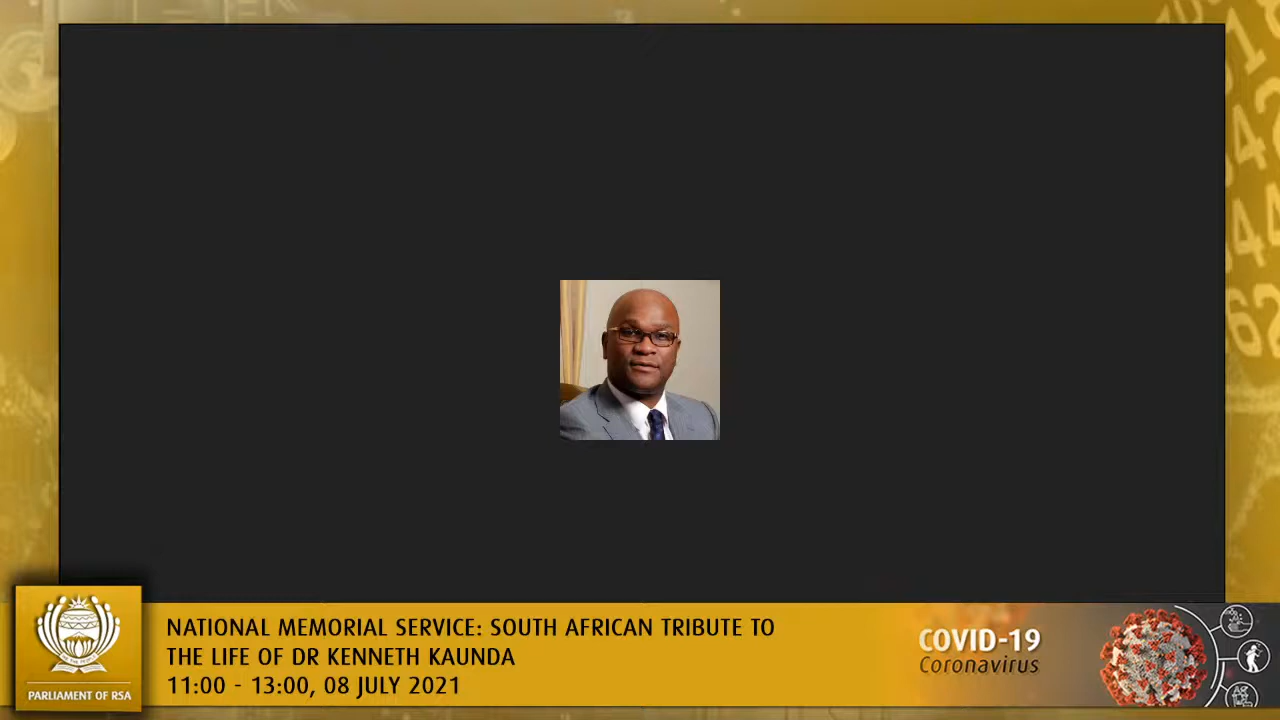 NATIONAL MEMORIAL SERVICE: SOUTH AFRICAN TRIBUTE TO
THE LIFE OF DR KENNETH KAUNDA
11:00 - 13:00, 08 JULY 2021
PARLIAMENT OF RSA
COVID-19
Coronavirus